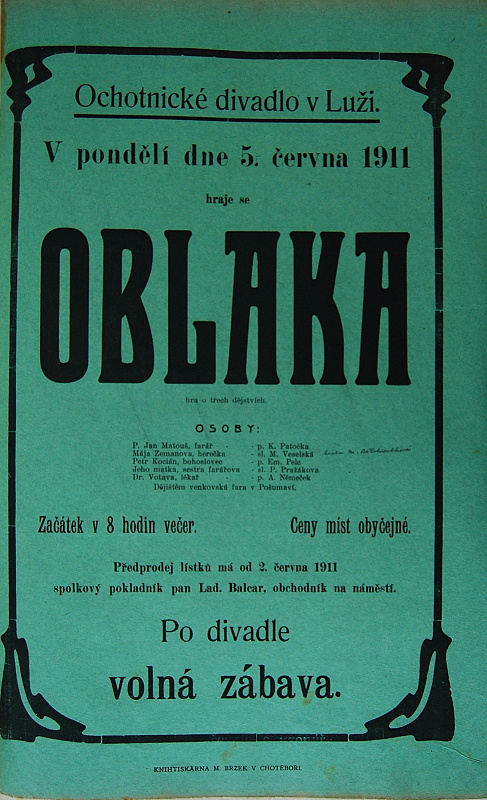 Ochotnické divadlo v Luži.
V pondělí dne 5. června 1911
hraje se
OBLAKA
hra o třech dějstvích.
OSOBY:
P. Jan Matouš, farář - - p. K. Patočka
Mája Zemanova, herečka - sl. M. Veselská
Petr Kocián, bohoslovec - p. Em. Pelc
Jeho matka, sestra farářova - sl. P. Pražákova
Dr. Votava, lékař - - p. A. Němeček
Dějištěm venkovská fara v Pošumaví.
Začátek v 8 hodin večer. Ceny míst obyčejné.
Předprodej lístků má od 2. června 1911
spolkový pokladník pan Lad. Balcar, obchodník na náměstí.
Po divadle
volná zábava.
KNIHTISKÁRNA M. BRZEK V CHOTĚBOŘI.